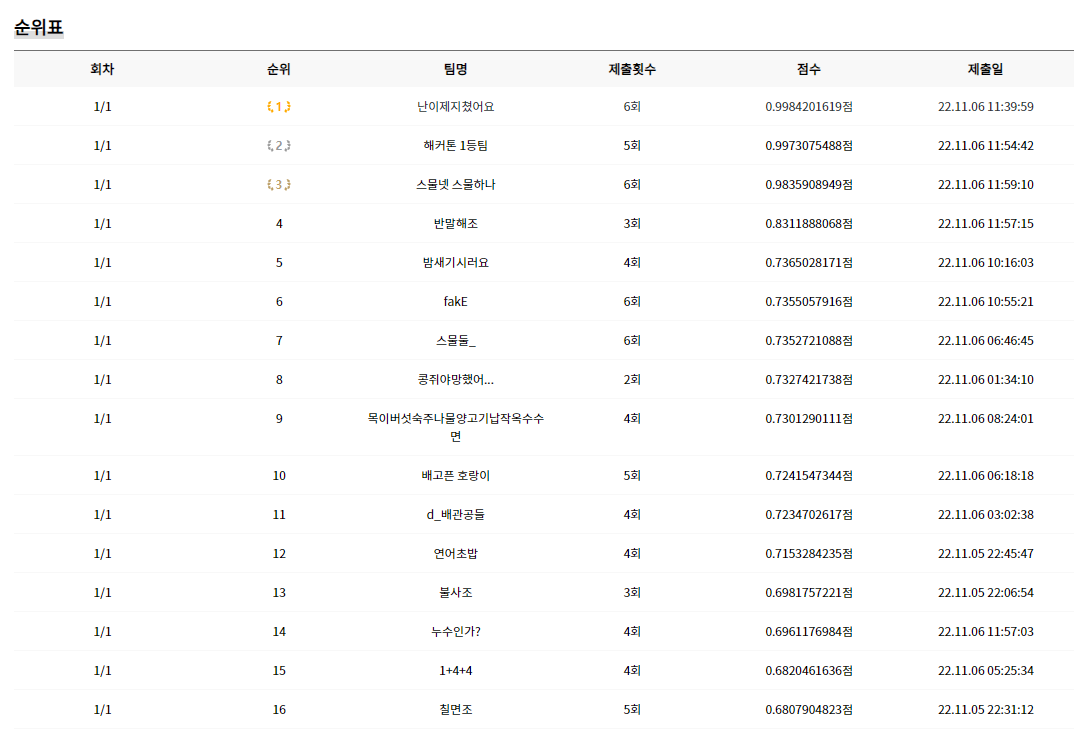 순위표
회차 순위 팀명 제출횟수 점수 제출일
1/1 1 난이제지쳤어요 6회 0.9984201619점 22.11.06 11:39:59
1/1 2 해커톤 1등팀 5회 0.9973075488점 22.11.06 11:54:42
1/1 3 스물넷 스물하나 6회 0.9835908949점 22.11.06 11:59:10
1/1 4 반말해조 3회 0.8311888068점 22.11.06 11:57:15
1/1 5 밤새기시러요 4회 0.7365028171점 22.11.06 10:16:03
1/1 6 fakE 6회 0.7355057916점 22.11.06 10:55:21
1/1 7 스물둘_ 6회 0.7352721088점 22.11.06 06:46:45
1/1 8 콩쥐야망했어... 2회 0.7327421738점 22.11.06 01:34:10
1/1 9 목이버섯숙주나물양고기납작옥수수 4회 0.7301290111점 22.11.06 08:24:01
면
1/1 10 배고픈 호랑이 5회 0.7241547344점 22.11.06 06:18:18
1/1 11 d_배관공들 4회 0.7234702617점 22.11.06 03:02:38
1/1 12 연어초밥 4회 0.7153284235점 22.11.05 22:45:47
1/1 13 불사조 3회 0.6981757221점 22.11.05 22:06:54
1/1 14 누수인가? 4회 0.6961176984점 22.11.06 11:57:03
1/1 15 1+4+4 4회 0.6820461636점 22.11.06 05:25:34
1/1 16 칠면조 5회 0.6807904823점 22.11.05 22:31:12